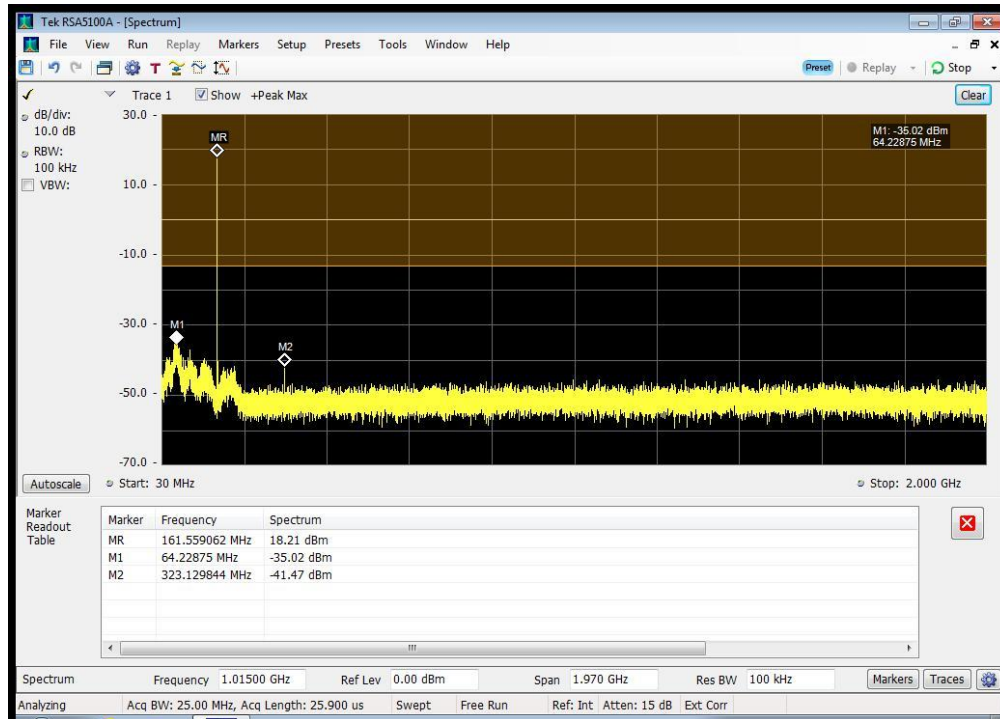 Tek RSA5100A - [Spectrum]
File View Run Replay Markers Setup Presets Tools Window Help
T Preset Replay Stop
Trace 1 Show +Peak Max Clear
dB/div:
10.0 dB
RBW:
100 kHz
VBW:
30.0
10.0
-10.0
-30.0
-50.0
-70.0
MR
M1: -35.02 dBm
64.22875 MHz
M1
M2
Autoscale Start: 30 MHz Stop: 2.000 GHz
Marker
Readout
Table
Marker Frequency Spectrum
MR 161.559062 MHz 18.21 dBm
M1 64.22875 MHz -35.02 dBm
M2 323.129844 MHz -41.47 dBm
Spectrum Frequency 1.01500 GHz Ref Lev 0.00 dBm Span 1.970 GHz Res BW 100 kHz Markers Traces
Analyzing Acq BW: 25.00 MHz, Acq Length: 25.900 us Swept Free Run Ref: Int Atten: 15 dB Ext Corr